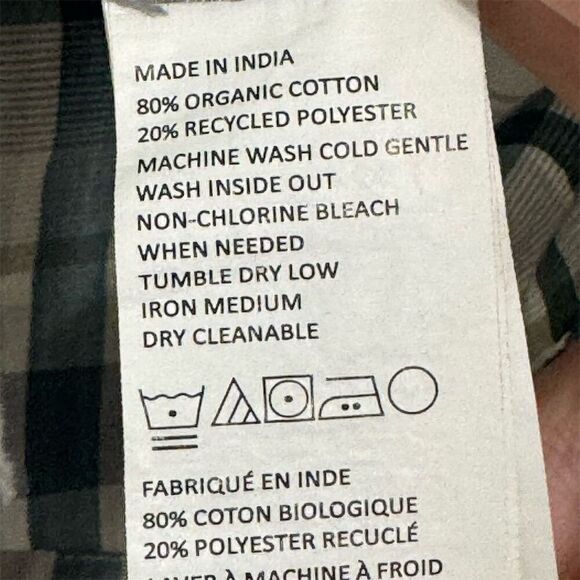 MADE IN INDIA
80% ORGANIC COTTON
20% RECYCLED POLYESTER
MACHINE WASH COLD GENTLE
WASH INSIDE OUT
NON-CHLORINE BLEACH
WHEN NEEDED
TUMBLE DRY LOW
IRON MEDIUM
DRY CLEANABLE
FABRIQUÉ EN INDE
80% COTON BIOLOGIQUE
20% POLYESTER RECUCLÉ
LAVER À MACHINE À FROID